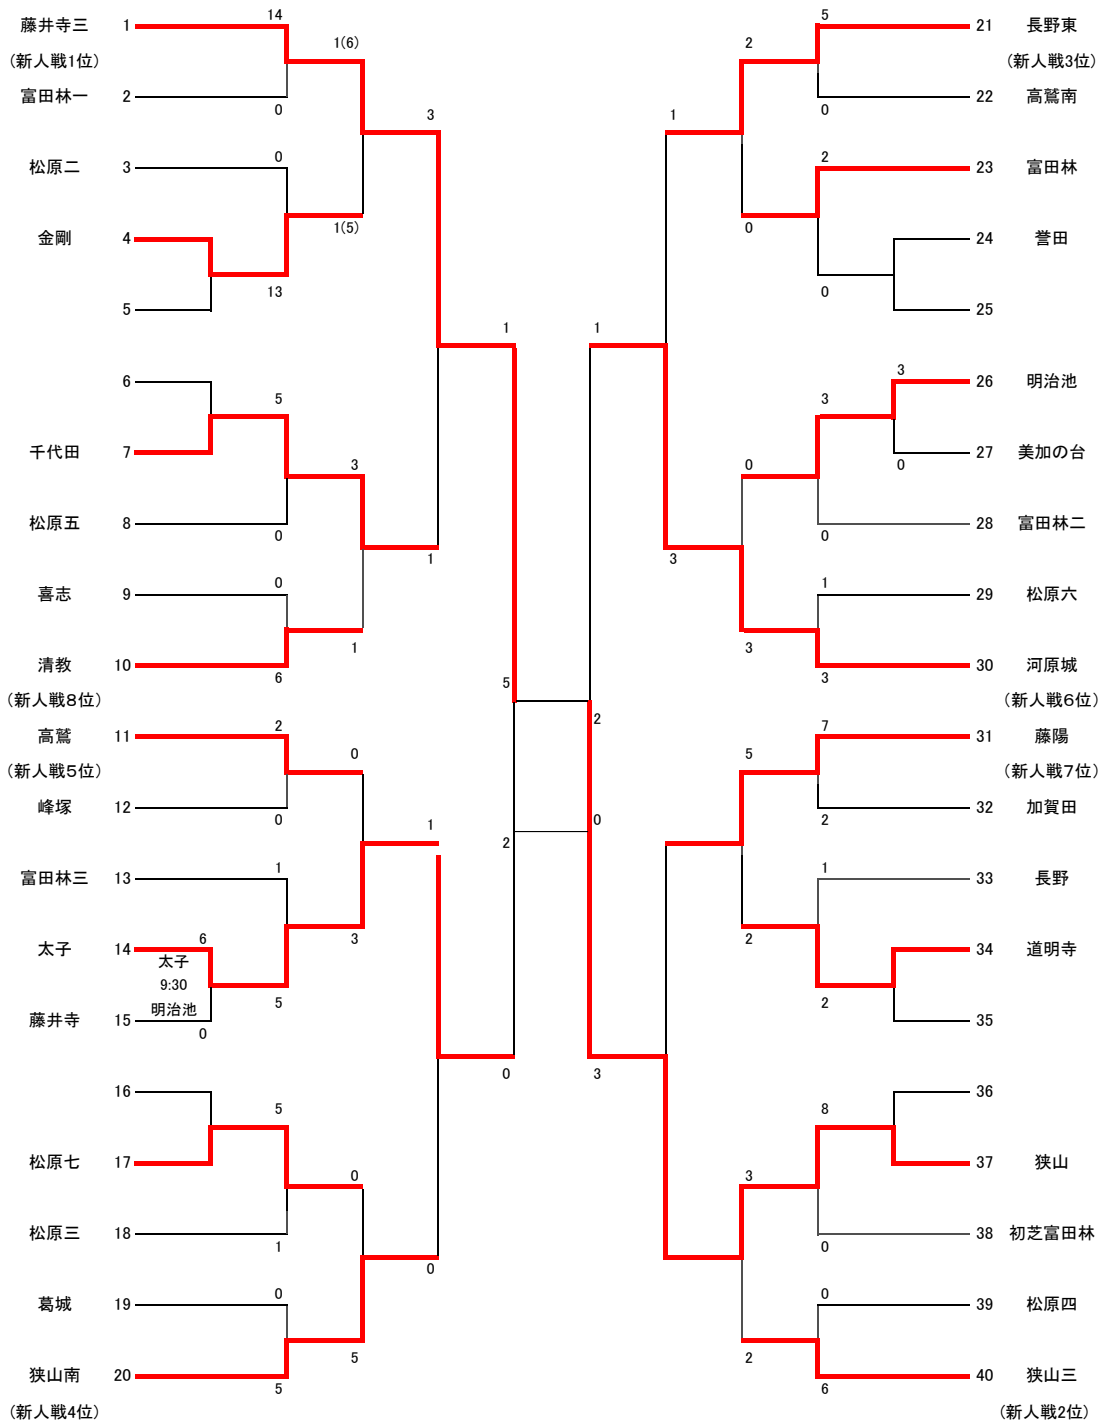 藤井寺三 1 14
(新人戦1位)
1(6)
富田林一 2 0
3
松原二 3 0
1(5)
金剛 4
13
5
1
6
5
千代田 7
3
松原五 8 0
1
喜志 9 0
1
清教 10 6
(新人戦8位)
5
高鷲 11 2
(新人戦5位)
0
峰塚 12 0
1
2
富田林三 13 1
3
太子 14 6
太子
9:30
明治池
5
藤井寺 15 0
0
16
5
松原七 17
0
松原三 18 1
0
葛城 19 0
5
狭山南 20 5
(新人戦4位)
5 21 長野東
2
(新人戦3位)
0 22 高鷲南
1
2 23 富田林
0
24 誉田
0
25
1
3 26 明治池
3
0 27 美加の台
0
0 28 富田林二
3
1 29 松原六
3
3 30 河原城
(新人戦6位)
2
7 31 藤陽
5
(新人戦7位)
2 32 加賀田
0
1 33 長野
2
34 道明寺
2
35
3
36
8
37 狭山
3
0 38 初芝富田林
0 39 松原四
2
6 40 狭山三
(新人戦2位)